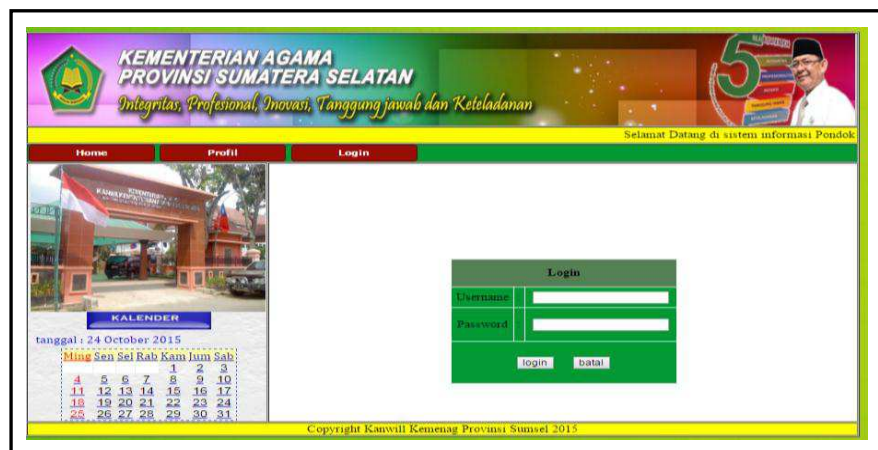 KEMENTERIAN AGAMA
PROVINSI SUMATERA SELATAN
Integritas, Profesional, Inovasi, Tanggung jawab dan Keteladanan
5
Selamat Datang di sistem informasi Pondok
Home Profil Login
KALENDER
tanggal : 24 October 2015
Ming Sen Sel Rab Kam Jum Sab
1 2 3
4 5 6 7 8 9 10
11 12 13 14 15 16 17
18 19 20 21 22 23 24
25 26 27 28 29 30 31
Login
Username :
Password :
login batal
Copyright Kanwill Kemenag Provinsi Sumsel 2015